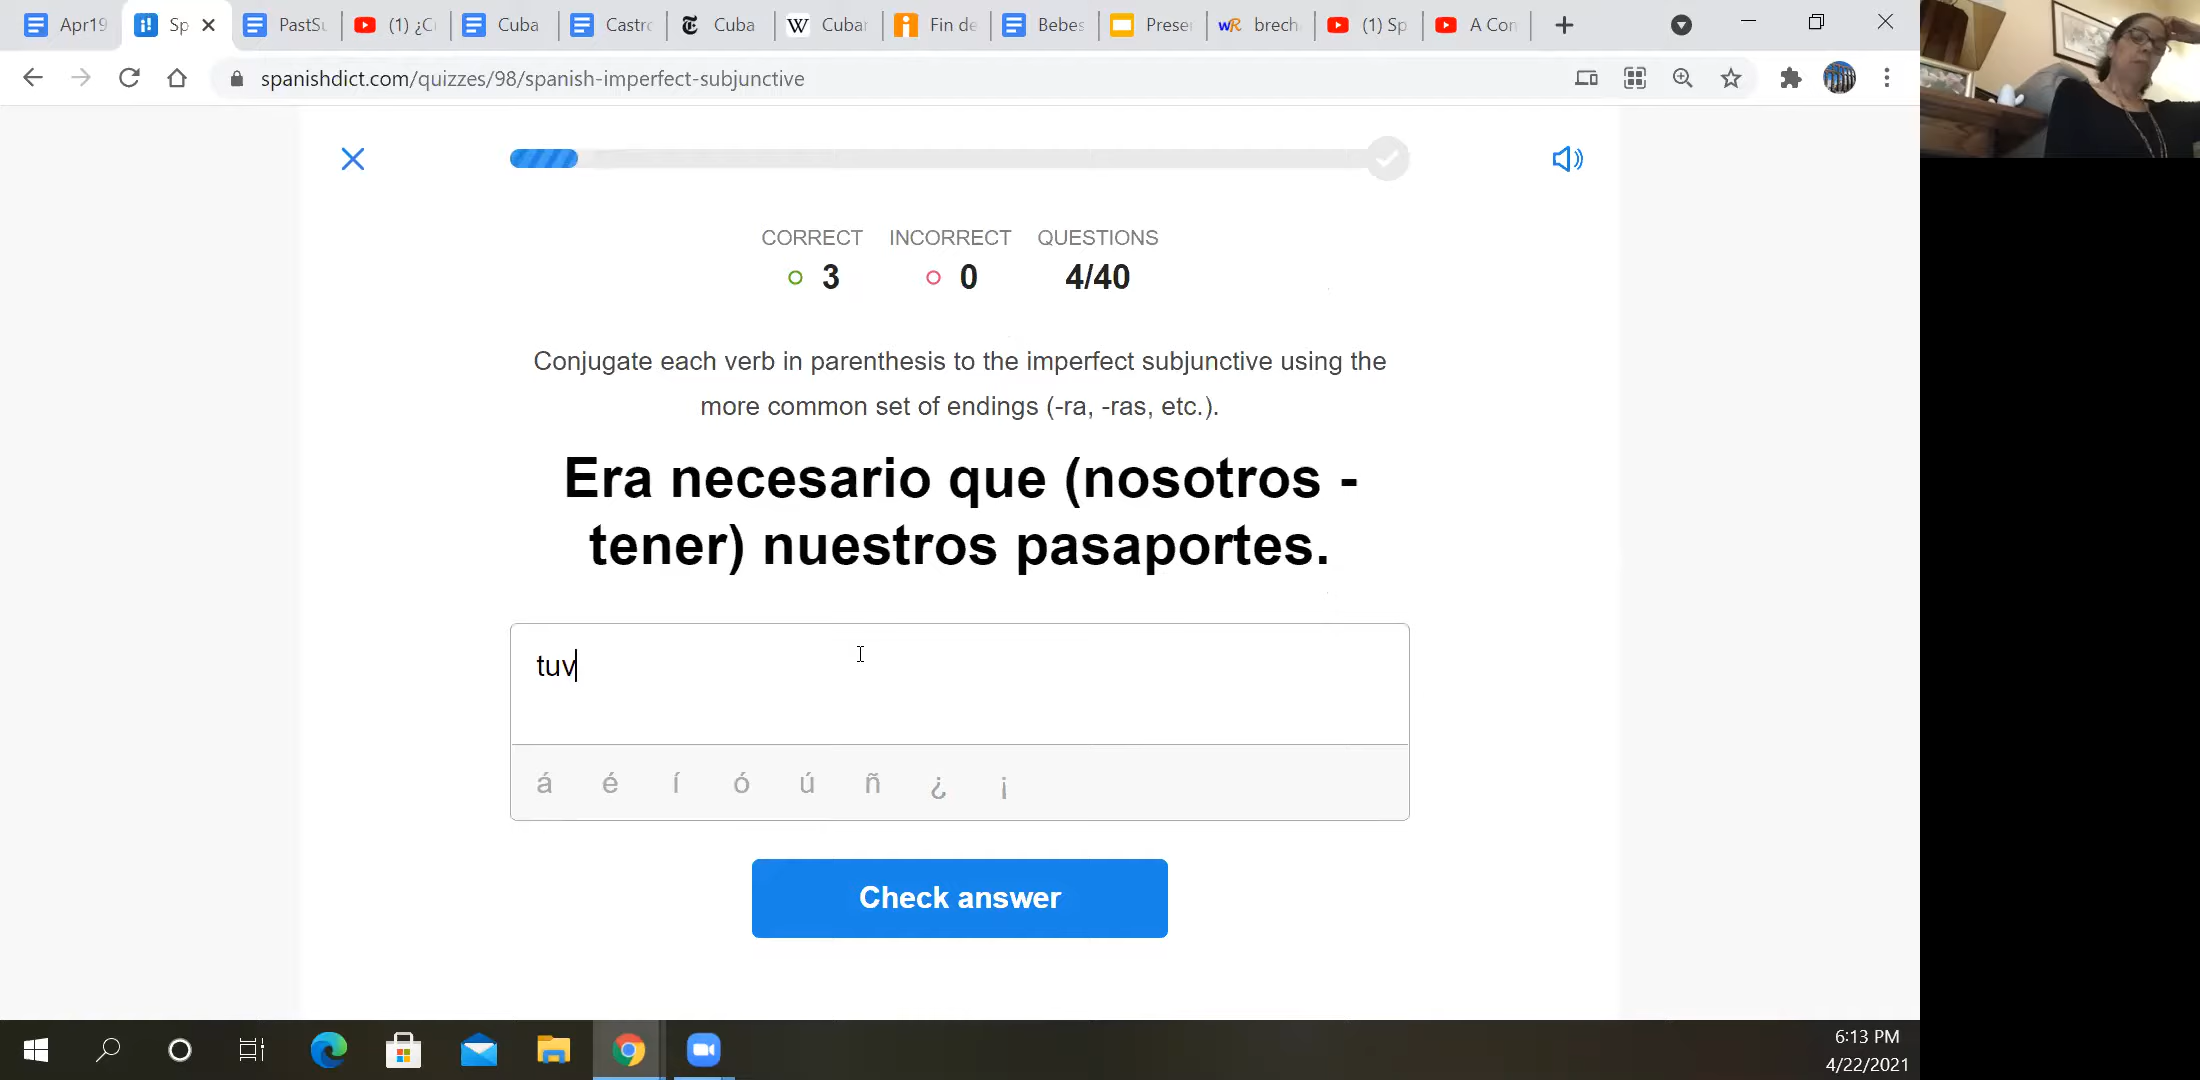 Apr19 Sp PastSu (1) ¿C Cuba Castro Cuba Cubar Fin de Bebes Preser brech (1) Sp A Con
spanishdict.com/quizzes/98/spanish-imperfect-subjunctive
CORRECT INCORRECT QUESTIONS
3 0 4/40
Conjugate each verb in parenthesis to the imperfect subjunctive using the
more common set of endings (-ra, -ras, etc.).
Era necesario que (nosotros -
tener) nuestros pasaportes.
tuv
á é í ó ú ñ ¿ ¡
Check answer
6:13 PM
4/22/2021